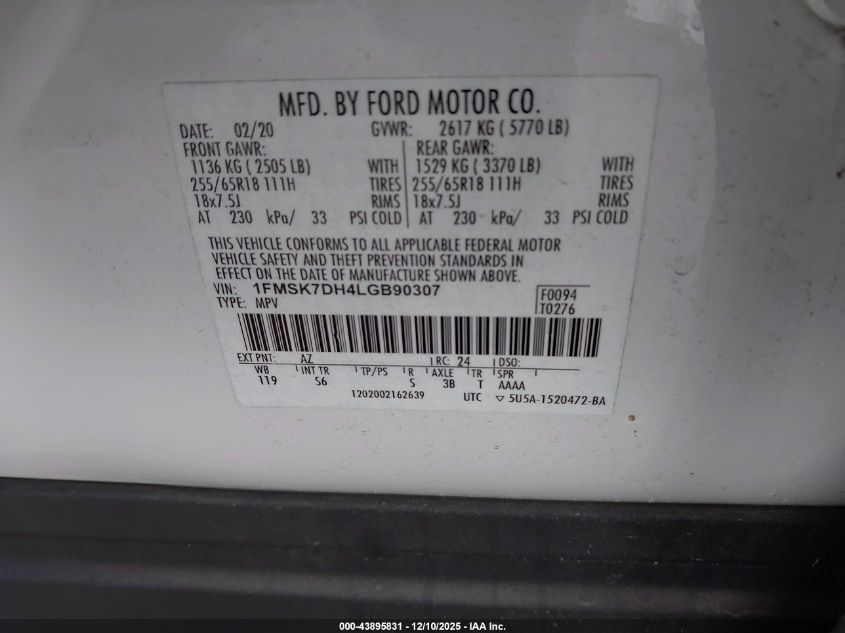 MFD. BY FORD MOTOR CO.
DATE: 02/20 GVWR: 2617 KG ( 5770 LB)
FRONT GAWR: REAR GAWR:
1136 KG ( 2505 LB) WITH 1529 KG ( 3370 LB) WITH
255/65R18 111H TIRES 255/65R18 111H TIRES
18x7.5J RIMS 18x7.5J RIMS
AT 230 kPa/ 33 PSI COLD AT 230 kPa/ 33 PSI COLD
THIS VEHICLE CONFORMS TO ALL APPLICABLE FEDERAL MOTOR
VEHICLE SAFETY AND THEFT PREVENTION STANDARDS IN
EFFECT ON THE DATE OF MANUFACTURE SHOWN ABOVE.
VIN: 1FMSK7DH4LGB90307 F0094
TYPE: MPV T0276
EXT PNT: AZ RC: 24 DSO:
WB INT TR TP/PS R AXLE TR SPR
119 S6 S 3B T AAAA
1202002162639 UTC ▽ 5U5A-1520472-BA
000-43895831 - 12/10/2025 - IAA Inc.